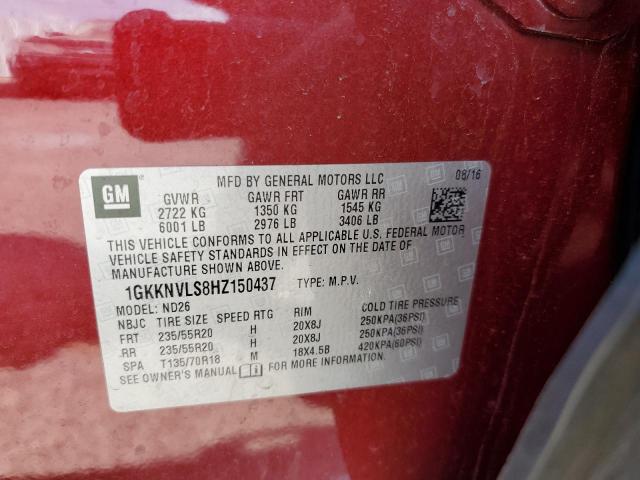 GM
MFD BY GENERAL MOTORS LLC 08/16
GVWR GAWR FRT GAWR RR
2722 KG 1350 KG 1545 KG
6001 LB 2976 LB 3406 LB
THIS VEHICLE CONFORMS TO ALL APPLICABLE U.S. FEDERAL MOTOR
VEHICLE SAFETY STANDARDS IN EFFECT ON THE DATE OF
MANUFACTURE SHOWN ABOVE.
1GKKNVLS8HZ150437 TYPE: M.P.V.
MODEL: ND26
NBJC TIRE SIZE SPEED RTG RIM COLD TIRE PRESSURE
FRT 235/55R20 H 20X8J 250KPA(36PSI)
RR 235/55R20 H 20X8J 250KPA(36PSI)
SPA T135/70R18 M 18X4.5B 420KPA(60PSI)
SEE OWNER'S MANUAL FOR MORE INFORMATION.